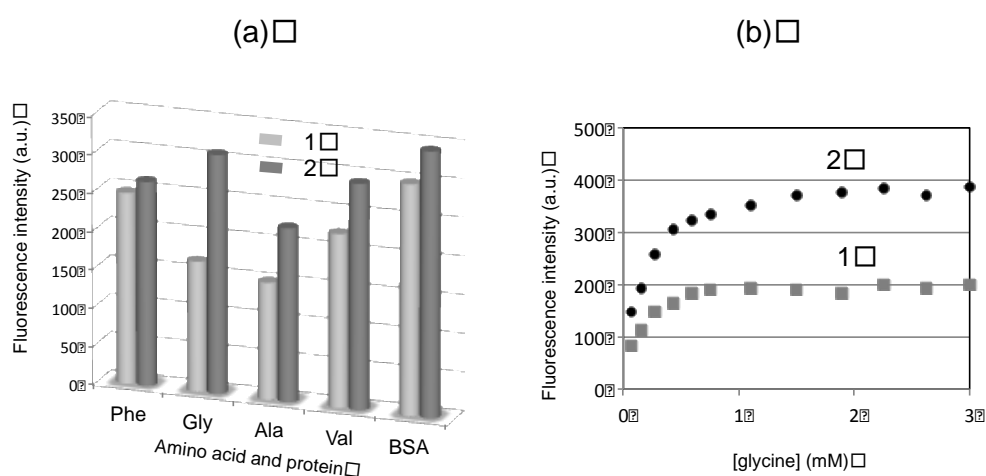 (a)□
(b)□
Fluorescence intensity (a.u.)□
350⍰
300⍰
250⍰
200⍰
150⍰
100⍰
50⍰
0⍰
1□
2□
Phe
Gly
Ala
Val
BSA
Amino acid and protein□
Fluorescence intensity (a.u.)□
500⍰
400⍰
300⍰
200⍰
100⍰
0⍰
2□
1□
0⍰ 1⍰ 2⍰ 3⍰
[glycine] (mM)□